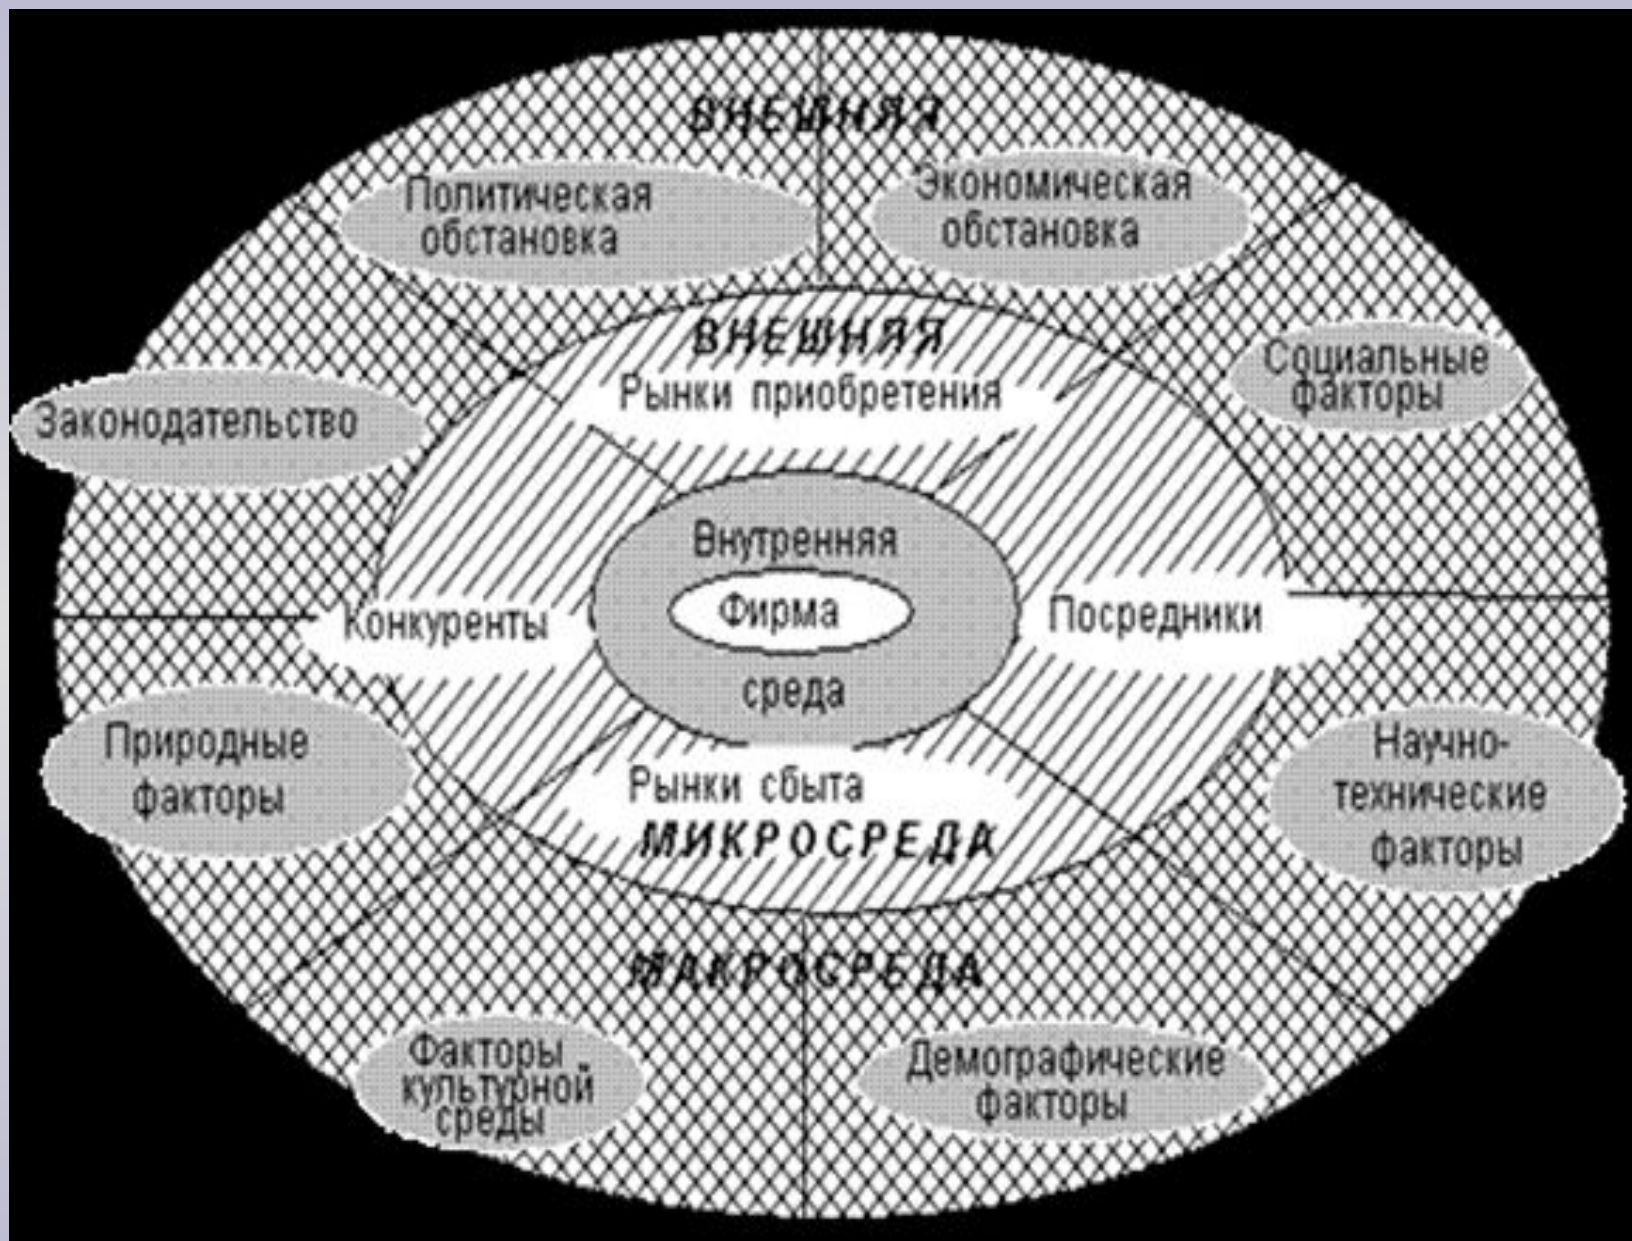 ВНЕШНЯЯ
Политическая
обстановка
Экономическая
обстановка
ВНЕШНЯЯ
Рынки приобретения
Социальные
факторы
Законодательство
Внутренняя
Фирма
среда
Конкуренты
Посредники
Природные
факторы
Рынки сбыта
МИКРОСРЕДА
Научно-
технические
факторы
МАКРОСРЕДА
Факторы
культурной
среды
Демографические
факторы